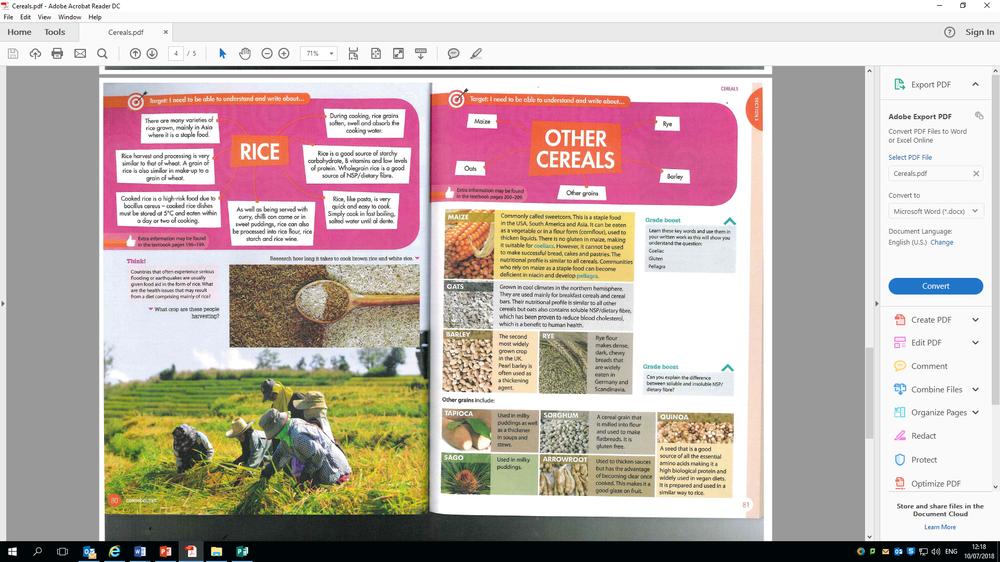 Cereals.pdf - Adobe Acrobat Reader DC
File Edit View Window Help
Home Tools Cereals.pdf Sign In
4 / 5 71%
Target: I need to be able to understand and write about...
There are many varieties of
rice grown, mainly in Asia
where it is a staple food.
During cooking, rice grains
soften, swell and absorb the
cooking water.
RICE
Rice harvest and processing is very
similar to that of wheat. A grain of
rice is also similar in make-up to a
grain of wheat.
Rice is a good source of starchy
carbohydrate, B vitamins and low levels
of protein. Wholegrain rice is a good
source of NSP/dietary fibre.
Cooked rice is a high-risk food due to
bacillus cereus – cooked rice dishes
must be stored at 5°C and eaten within
a day or two of cooking.
As well as being served with
curry, chilli con carne or in
sweet puddings, rice can also
be processed into rice flour, rice
starch and rice wine.
Rice, like pasta, is very
quick and easy to cook.
Simply cook in fast boiling,
salted water until al dente.
Extra information may be found
in the textbook pages 196–199.
Think!
Countries that often experience serious
flooding or earthquakes are usually
given food aid in the form of rice. What
are the health issues that may result
from a diet comprising mainly of rice?
Research how long it takes to cook brown rice and white rice.
What crop are these people
harvesting?
80 COMMODITIES
CEREALS
SECTION 3
Target: I need to be able to understand and write about...
Maize
Rye
OTHER
CEREALS
Oats
Barley
Other grains
Extra information may be found
in the textbook pages 200–209.
MAIZE
Commonly called sweetcorn. This is a staple food
in the USA, South America and Asia. It can be eaten
as a vegetable or in a flour form (cornflour), used to
thicken liquids. There is no gluten in maize, making
it suitable for coeliacs. However, it cannot be used
to make successful bread, cakes and pastries. The
nutritional profile is similar to all cereals. Communities
who rely on maize as a staple food can become
deficient in niacin and develop pellagra.
Grade boost
Learn these key words and use them in
your written work as this will show you
understand the question:
Coeliac
Gluten
Pellagra
OATS
Grown in cool climates in the northern hemisphere.
They are used mainly for breakfast cereals and cereal
bars. Their nutritional profile is similar to all other
cereals but oats also contains soluble NSP/dietary fibre,
which has been proven to reduce blood cholesterol,
which is a benefit to human health.
BARLEY
The second
most widely
grown crop
in the UK.
Pearl barley is
often used as
a thickening
agent.
RYE
Rye flour
makes dense,
dark, chewy
breads that
are widely
eaten in
Germany and
Scandinavia.
Grade boost
Can you explain the difference
between soluble and insoluble NSP/
dietary fibre?
Other grains include:
TAPIOCA
Used in milky
puddings as well
as a thickener
in soups and
stews.
SORGHUM
A cereal grain that
is milled into flour
and used to make
flatbreads. It is
gluten free.
QUINOA
A seed that is a good
source of all the essential
amino acids making it a
high biological protein and
widely used in vegan diets.
It is prepared and used in a
similar way to rice.
SAGO
Used in milky
puddings.
ARROWROOT
Used to thicken sauces
but has the advantage
of becoming clear once
cooked. This makes it a
good glaze on fruit.
81
Export PDF
Adobe Export PDF
Convert PDF Files to Word
or Excel Online
Select PDF File
Cereals.pdf
Convert to
Microsoft Word (*.docx)
Document Language:
English (U.S.) Change
Convert
Create PDF
Edit PDF
Comment
Combine Files
Organize Pages
Redact
Protect
Optimize PDF
Store and share files in the
Document Cloud
Learn More
ENG
12:18
10/07/2018